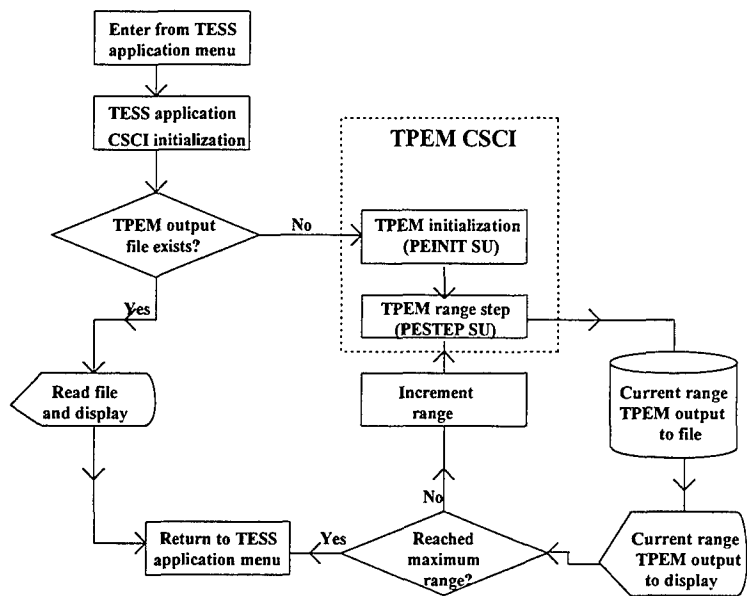 Enter from TESS
application menu
TESS application
CSCI initialization
TPEM CSCI
TPEM output
file exists?
No
TPEM initialization
(PEINIT SU)
TPEM range step
(PESTEP SU)
Yes
Read file
and display
Increment
range
Current range
TPEM output
to file
No
Return to TESS
application menu
Yes
Reached
maximum
range?
Current range
TPEM output
to display